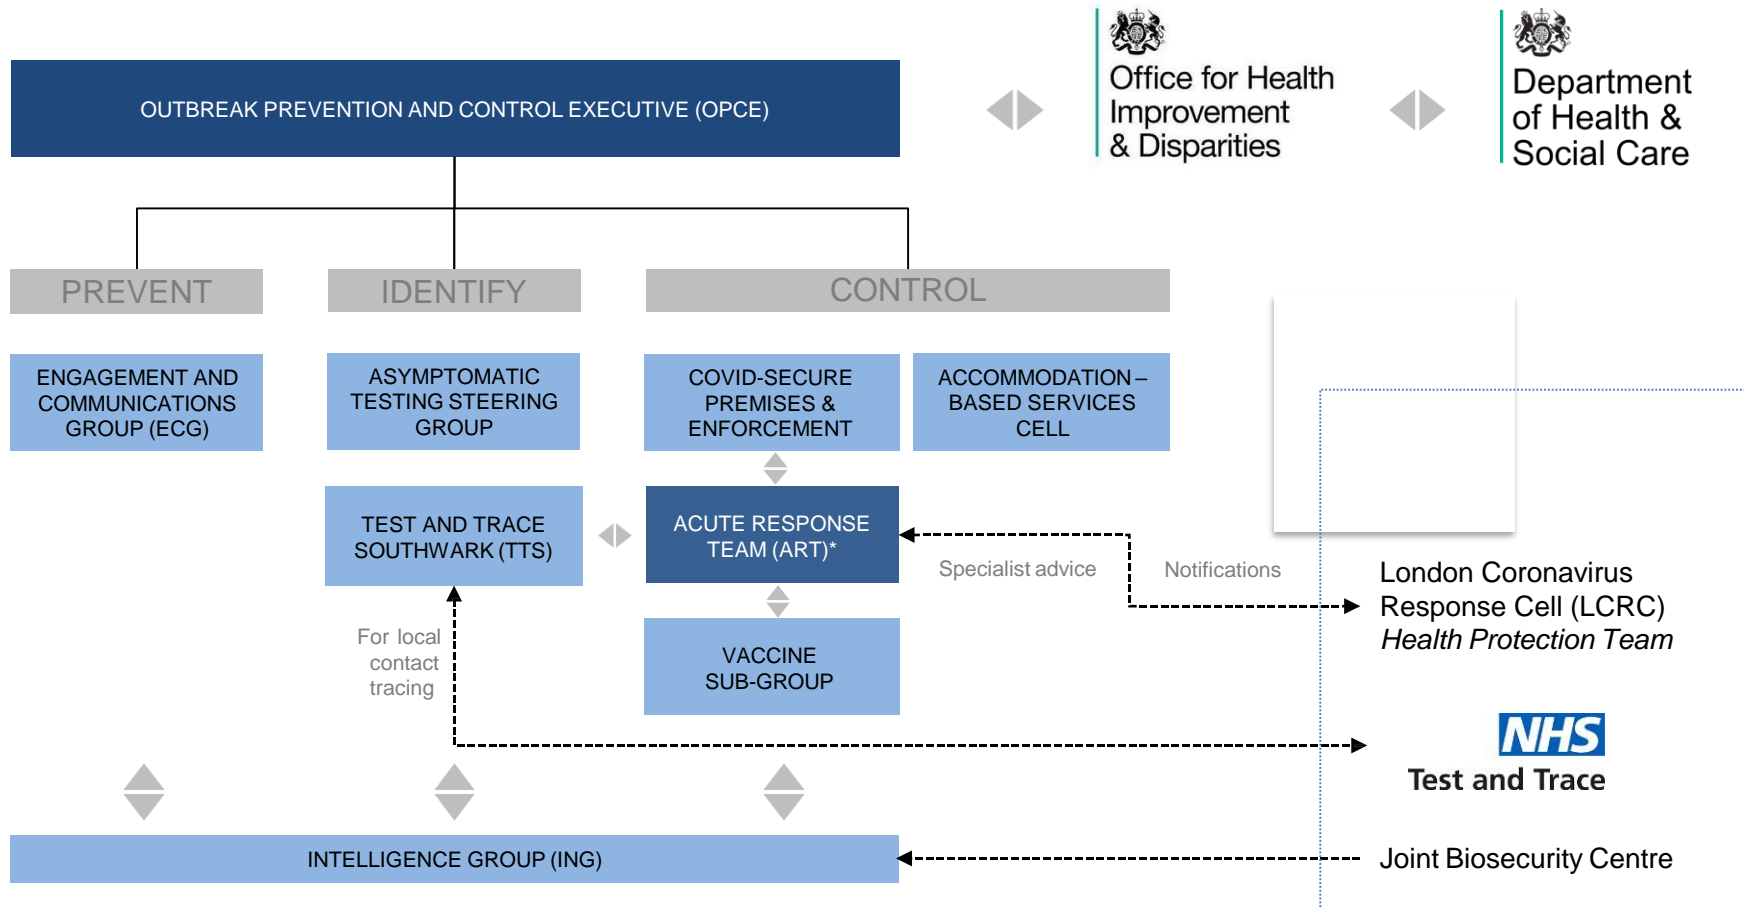 OUTBREAK PREVENTION AND CONTROL EXECUTIVE (OPCE)
Office for Health
Improvement
& Disparities
Department
of Health &
Social Care
PREVENT
IDENTIFY
CONTROL
ENGAGEMENT AND
COMMUNICATIONS
GROUP (ECG)
ASYMPTOMATIC
TESTING STEERING
GROUP
COVID-SECURE
PREMISES &
ENFORCEMENT
ACCOMMODATION –
BASED SERVICES
CELL
TEST AND TRACE
SOUTHWARK (TTS)
ACUTE RESPONSE
TEAM (ART)*
Specialist advice
Notifications
London Coronavirus
Response Cell (LCRC)
Health Protection Team
For local
contact
tracing
VACCINE
SUB-GROUP
NHS
Test and Trace
INTELLIGENCE GROUP (ING)
Joint Biosecurity Centre